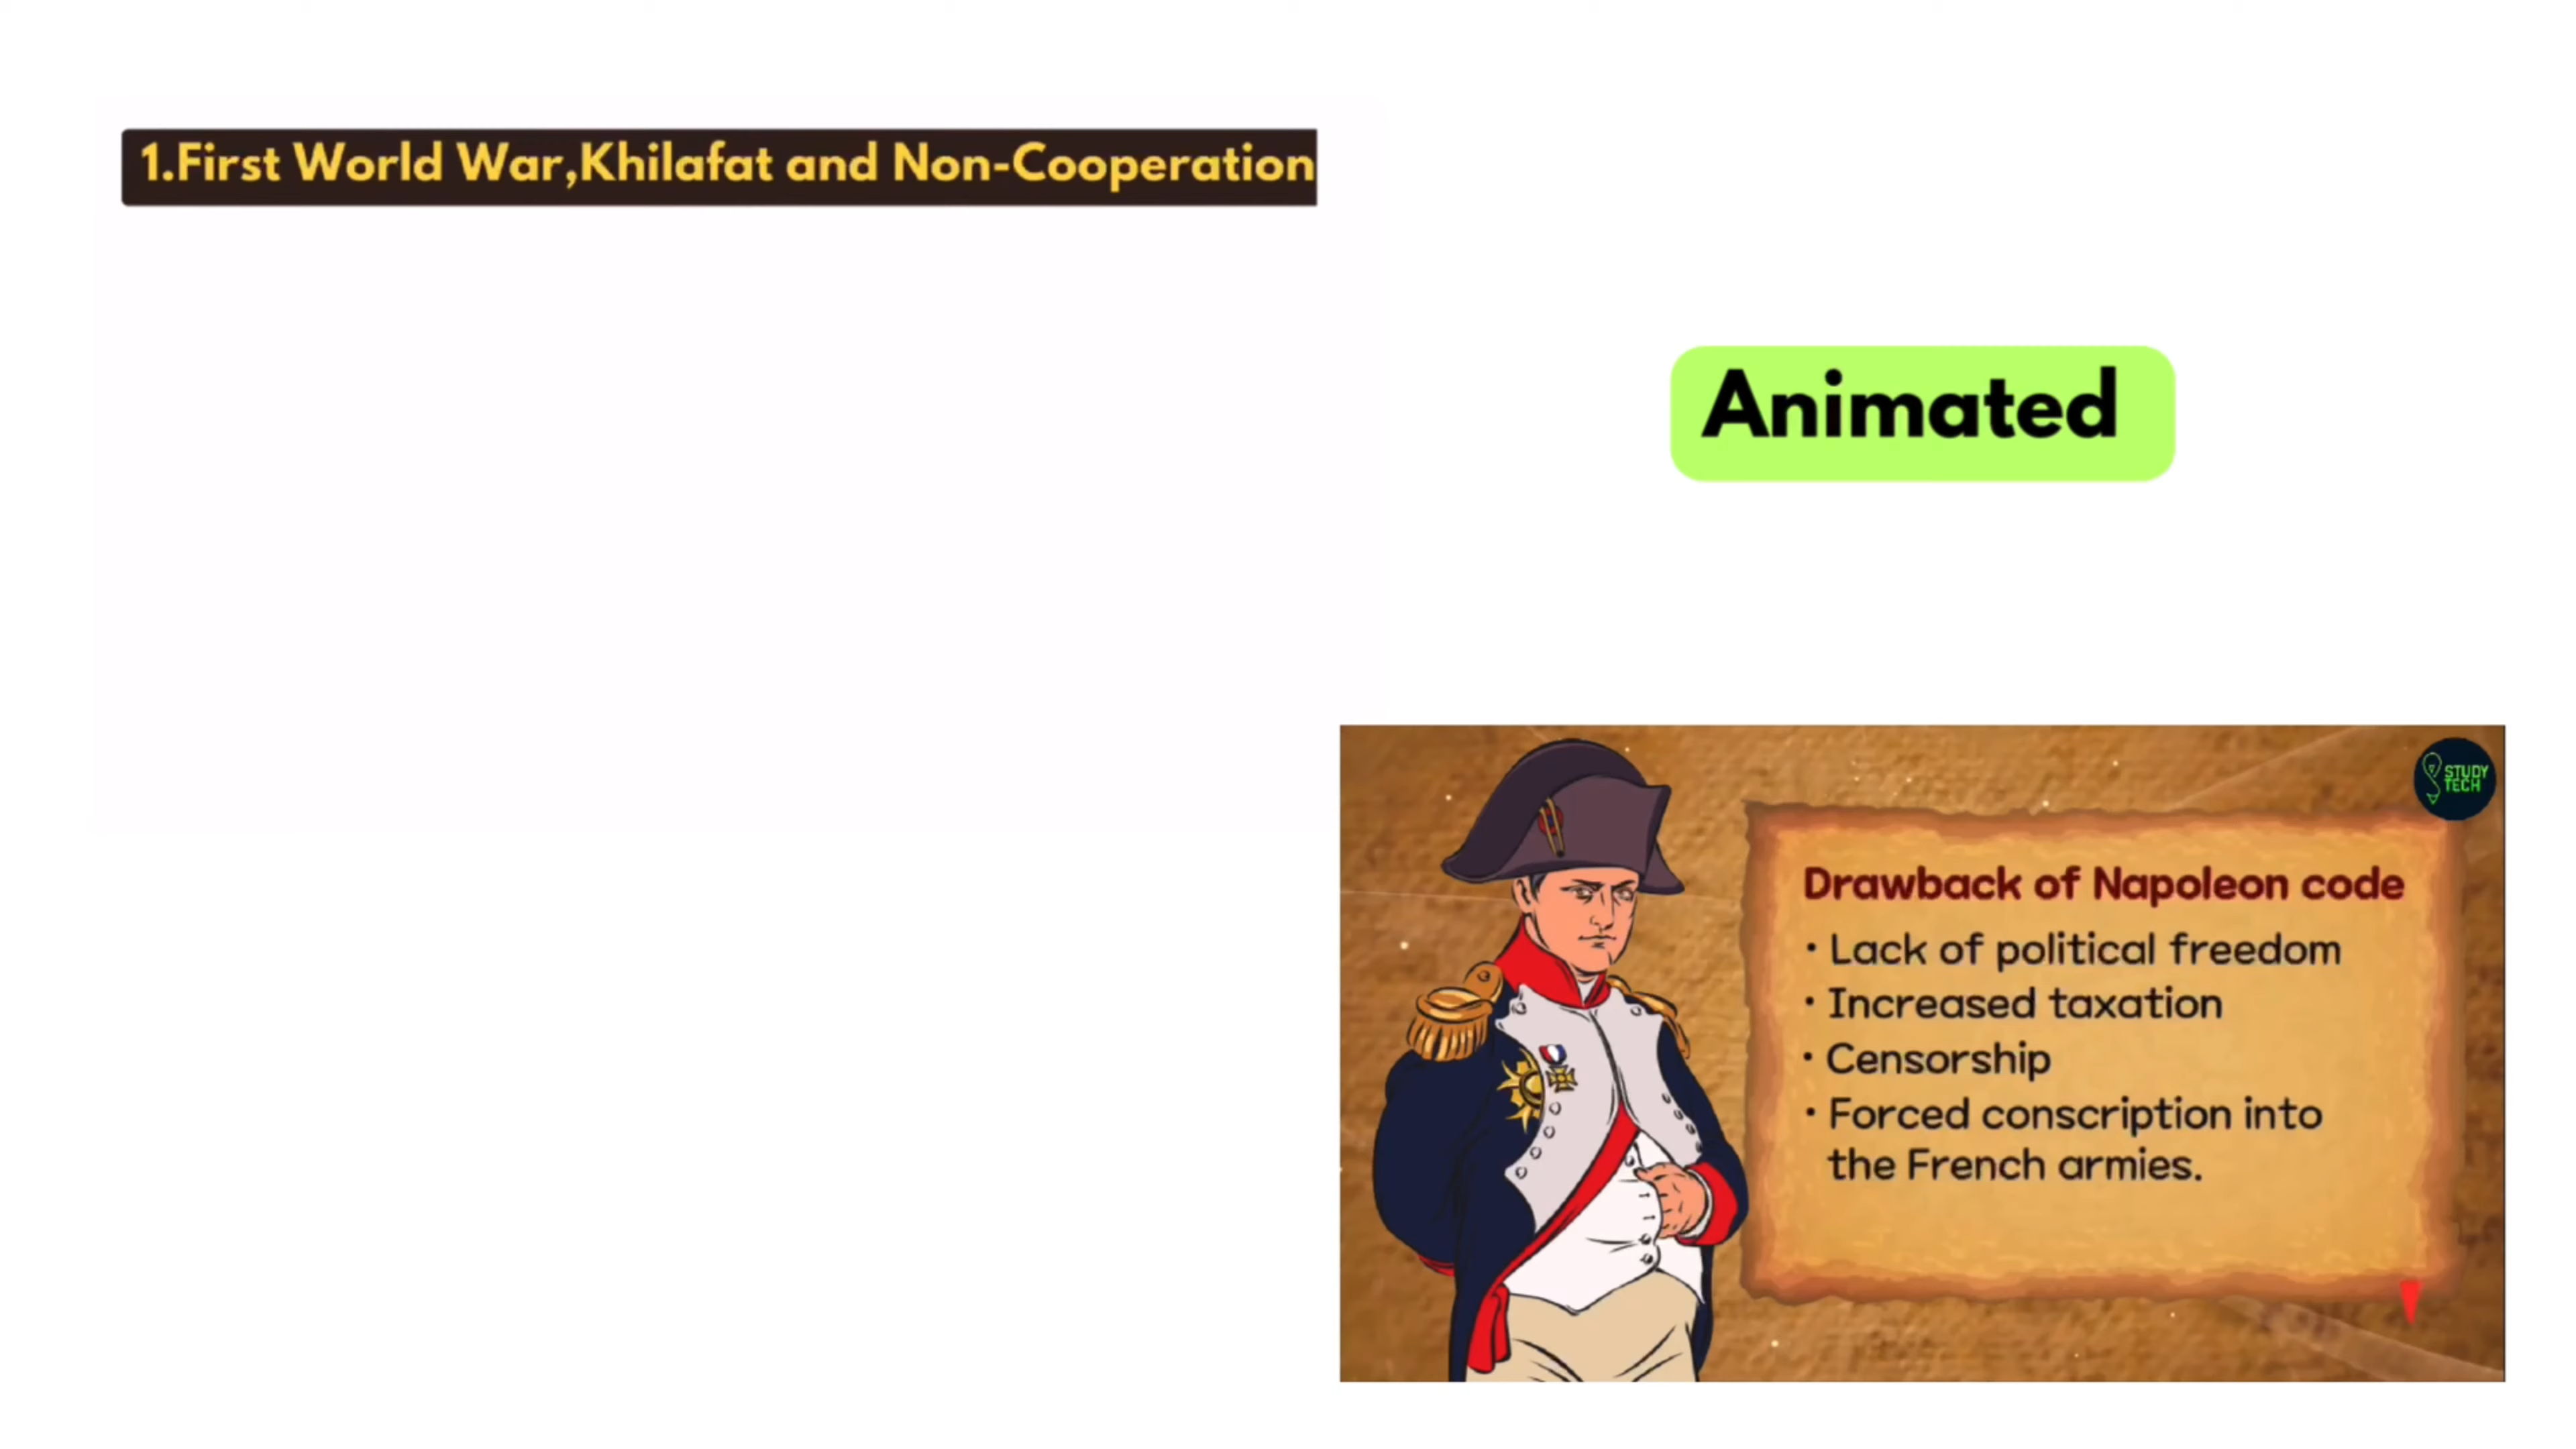 1.First World War,Khilafat and Non-Cooperation
Animated
STUDY
TECH
Drawback of Napoleon code
• Lack of political freedom
• Increased taxation
• Censorship
• Forced conscription into
the French armies.